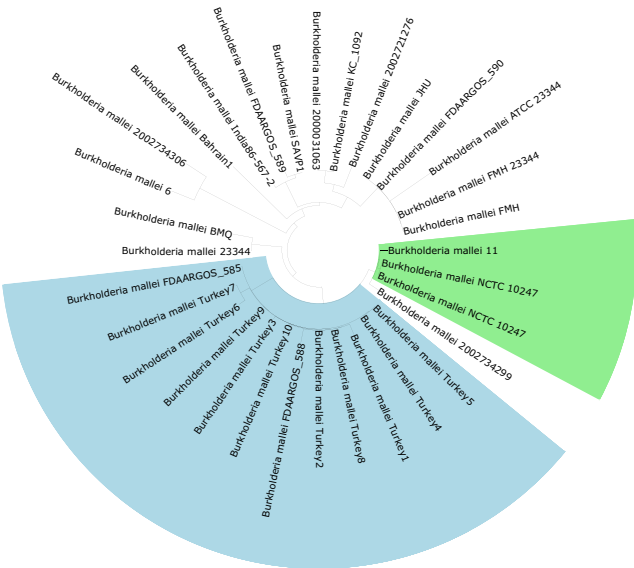 Burkholderia mallei 23344
Burkholderia mallei BMQ
Burkholderia mallei 6
Burkholderia mallei 2002734306
Burkholderia mallei Bahrain1
Burkholderia mallei India86-567-2
Burkholderia mallei FDAARGOS_589
Burkholderia mallei SAVP1
Burkholderia mallei 2000031063
Burkholderia mallei KC_1092
Burkholderia mallei 2002721276
Burkholderia mallei JHU
Burkholderia mallei FDAARGOS_590
Burkholderia mallei ATCC 23344
Burkholderia mallei FMH 23344
Burkholderia mallei FMH
Burkholderia mallei 11
Burkholderia mallei NCTC 10247
Burkholderia mallei NCTC 10247
Burkholderia mallei 2002734299
Burkholderia mallei Turkey5
Burkholderia mallei Turkey4
Burkholderia mallei Turkey1
Burkholderia mallei Turkey8
Burkholderia mallei Turkey2
Burkholderia mallei FDAARGOS_588
Burkholderia mallei Turkey10
Burkholderia mallei Turkey3
Burkholderia mallei Turkey9
Burkholderia mallei Turkey6
Burkholderia mallei Turkey7
Burkholderia mallei FDAARGOS_585